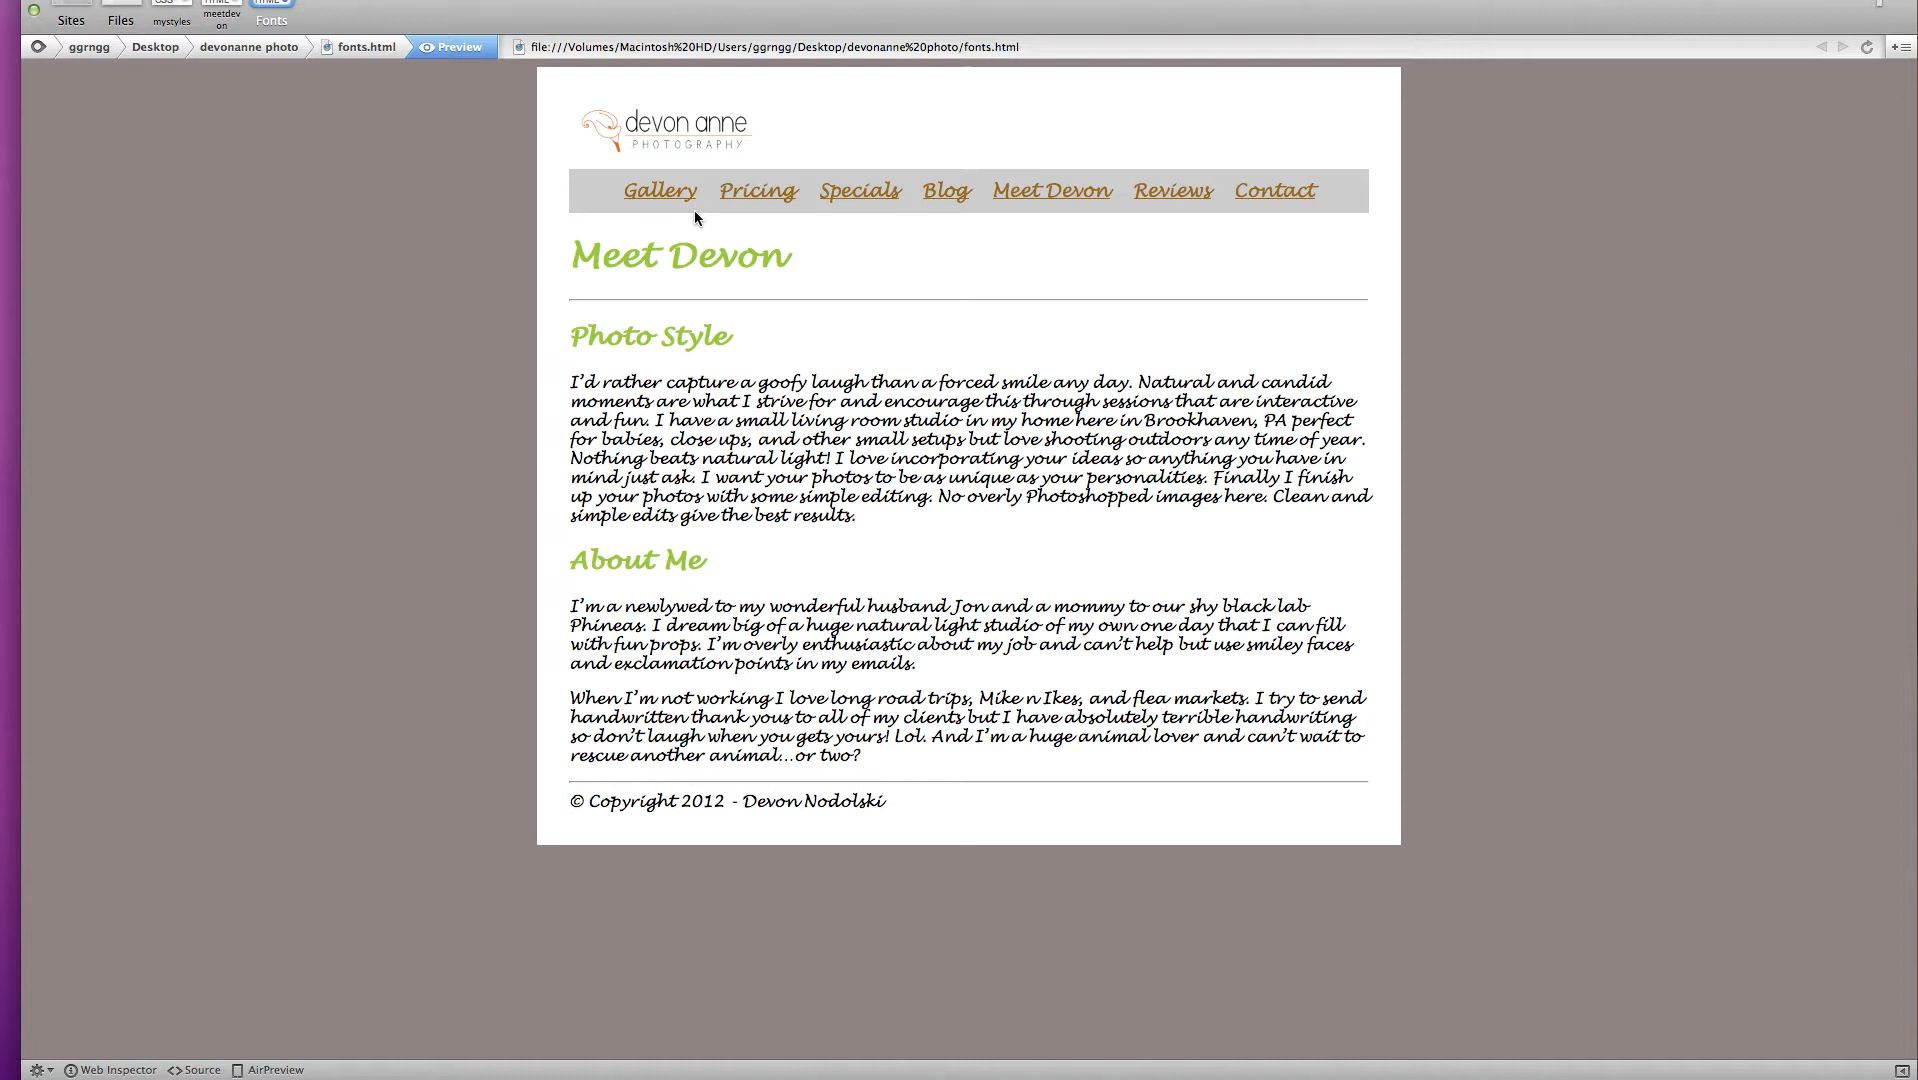 Sites Files CSS mystyles HTML meetdev on HTML Fonts
ggrngg Desktop devonanne photo fonts.html Preview file:///Volumes/Macintosh%20HD/Users/ggrngg/Desktop/devonanne%20photo/fonts.html
devon anne
PHOTOGRAPHY
Gallery Pricing Specials Blog Meet Devon Reviews Contact
Meet Devon
Photo Style
I'd rather capture a goofy laugh than a forced smile any day. Natural and candid
moments are what I strive for and encourage this through sessions that are interactive
and fun. I have a small living room studio in my home here in Brookhaven, PA perfect
for babies, close ups, and other small setups but love shooting outdoors any time of year.
Nothing beats natural light! I love incorporating your ideas so anything you have in
mind just ask. I want your photos to be as unique as your personalities. Finally I finish
up your photos with some simple editing. No overly Photoshopped images here. Clean and
simple edits give the best results.
About Me
I'm a newlywed to my wonderful husband Jon and a mommy to our shy black lab
Phineas. I dream big of a huge natural light studio of my own one day that I can fill
with fun props. I'm overly enthusiastic about my job and can't help but use smiley faces
and exclamation points in my emails.
When I'm not working I love long road trips, Mike n Ikes, and flea markets. I try to send
handwritten thank yous to all of my clients but I have absolutely terrible handwriting
so don't laugh when you gets yours! Lol. And I'm a huge animal lover and can't wait to
rescue another animal...or two?
© Copyright 2012 - Devon Nodolski
Web Inspector Source AirPreview